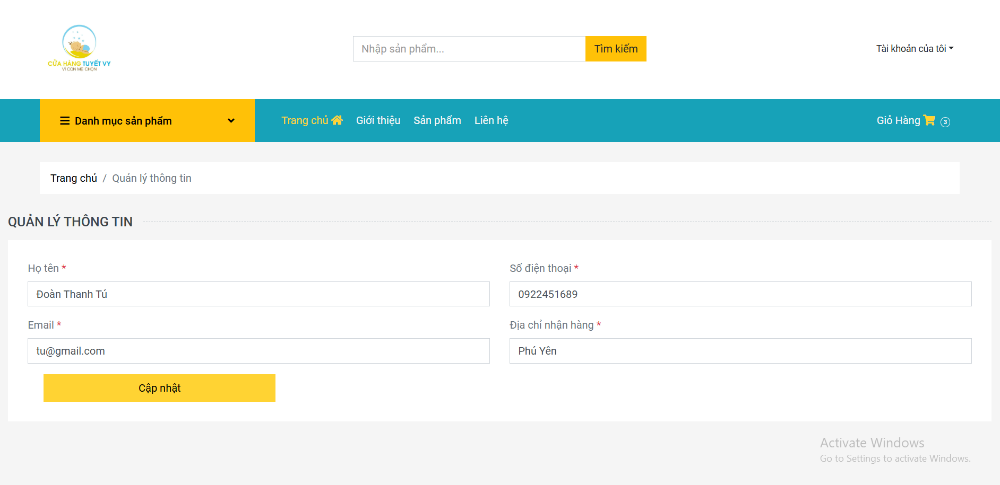 CỬA HÀNG TUYẾT VY
VÌ CON MẸ CHỌN
Nhập sản phẩm...
Tìm kiếm
Tài khoản của tôi
Danh mục sản phẩm
Trang chủ
Giới thiệu
Sản phẩm
Liên hệ
Giỏ Hàng 3
Trang chủ / Quản lý thông tin
QUẢN LÝ THÔNG TIN
Họ tên *
Đoàn Thanh Tú
Số điện thoại *
0922451689
Email *
tu@gmail.com
Địa chỉ nhận hàng *
Phú Yên
Cập nhật
Activate Windows
Go to Settings to activate Windows.